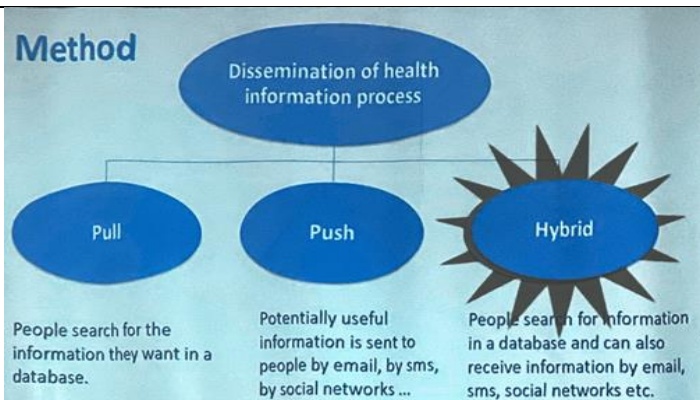 Method
Dissemination of health
information process
Pull
Push
Hybrid
People search for the
information they want in a
database.
Potentially useful
information is sent to
people by email, by sms,
by social networks ...
People search for information
in a database and can also
receive information by email,
sms, social networks etc.